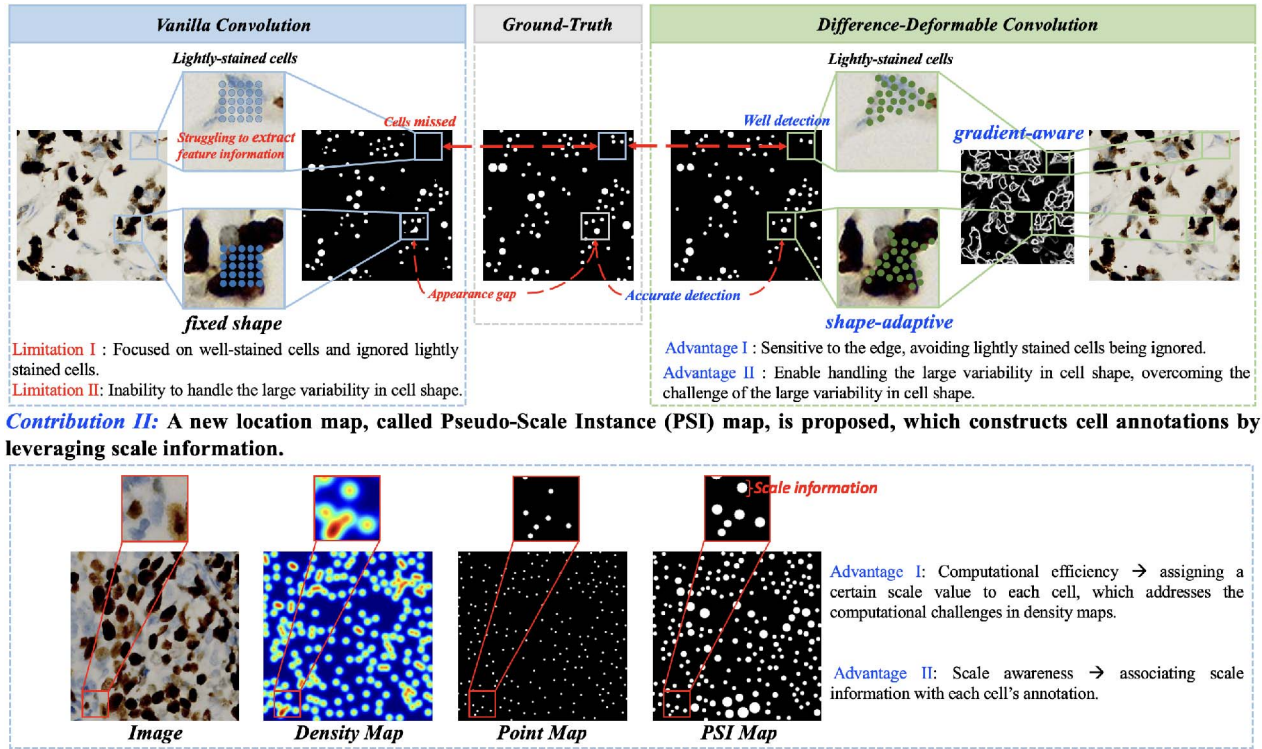 Vanilla Convolution
Ground-Truth
Difference-Deformable Convolution
Lightly-stained cells
Cells missed
Struggling to extract
feature information
Appearance gap
fixed shape
Limitation I : Focused on well-stained cells and ignored lightly
stained cells.
Limitation II: Inability to handle the large variability in cell shape.
Lightly-stained cells
Well detection
gradient-aware
Accurate detection
shape-adaptive
Advantage I : Sensitive to the edge, avoiding lightly stained cells being ignored.
Advantage II : Enable handling the large variability in cell shape, overcoming the
challenge of the large variability in cell shape.
Contribution II: A new location map, called Pseudo-Scale Instance (PSI) map, is proposed, which constructs cell annotations by
leveraging scale information.
Scale information
Advantage I: Computational efficiency → assigning a
certain scale value to each cell, which addresses the
computational challenges in density maps.
Advantage II: Scale awareness → associating scale
information with each cell's annotation.
Image
Density Map
Point Map
PSI Map